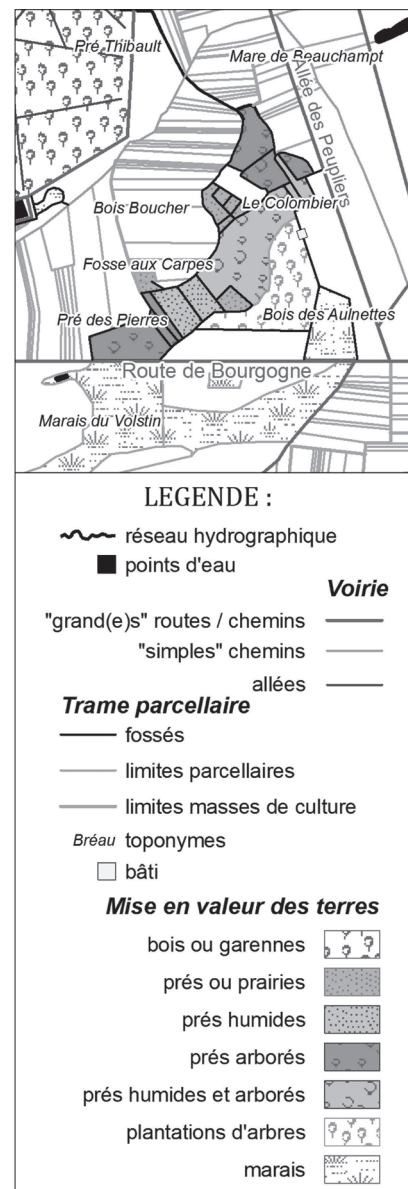 Pré Thibault
Mare de Beauchampt
Allée des Peupliers
Bois Boucher
Le Colombier
Fosse aux Carpes
Pré des Pierres
Bois des Aulnettes
Route de Bourgogne
Marais du Volstin
LEGENDE :
réseau hydrographique
points d'eau
Voirie
"grand(e)s" routes / chemins
"simples" chemins
allées
Trame parcellaire
fossés
limites parcellaires
limites masses de culture
Bréau toponymes
bâti
Mise en valeur des terres
bois ou garennes
prés ou prairies
prés humides
prés arborés
prés humides et arborés
plantations d'arbres
marais